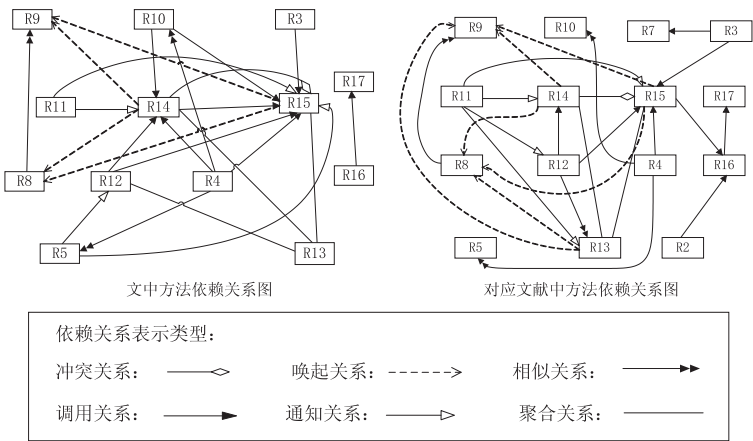 R9 R10 R3
R17
R11 R14 R15
R8 R12 R4 R16
R5 R13
文中方法依赖关系图
R9 R10 R7 R3
R11 R14 R15 R17
R8 R12 R4 R16
R5 R13 R2
对应文献中方法依赖关系图
依赖关系表示类型：
冲突关系： 唤起关系： 相似关系：
调用关系： 通知关系： 聚合关系：